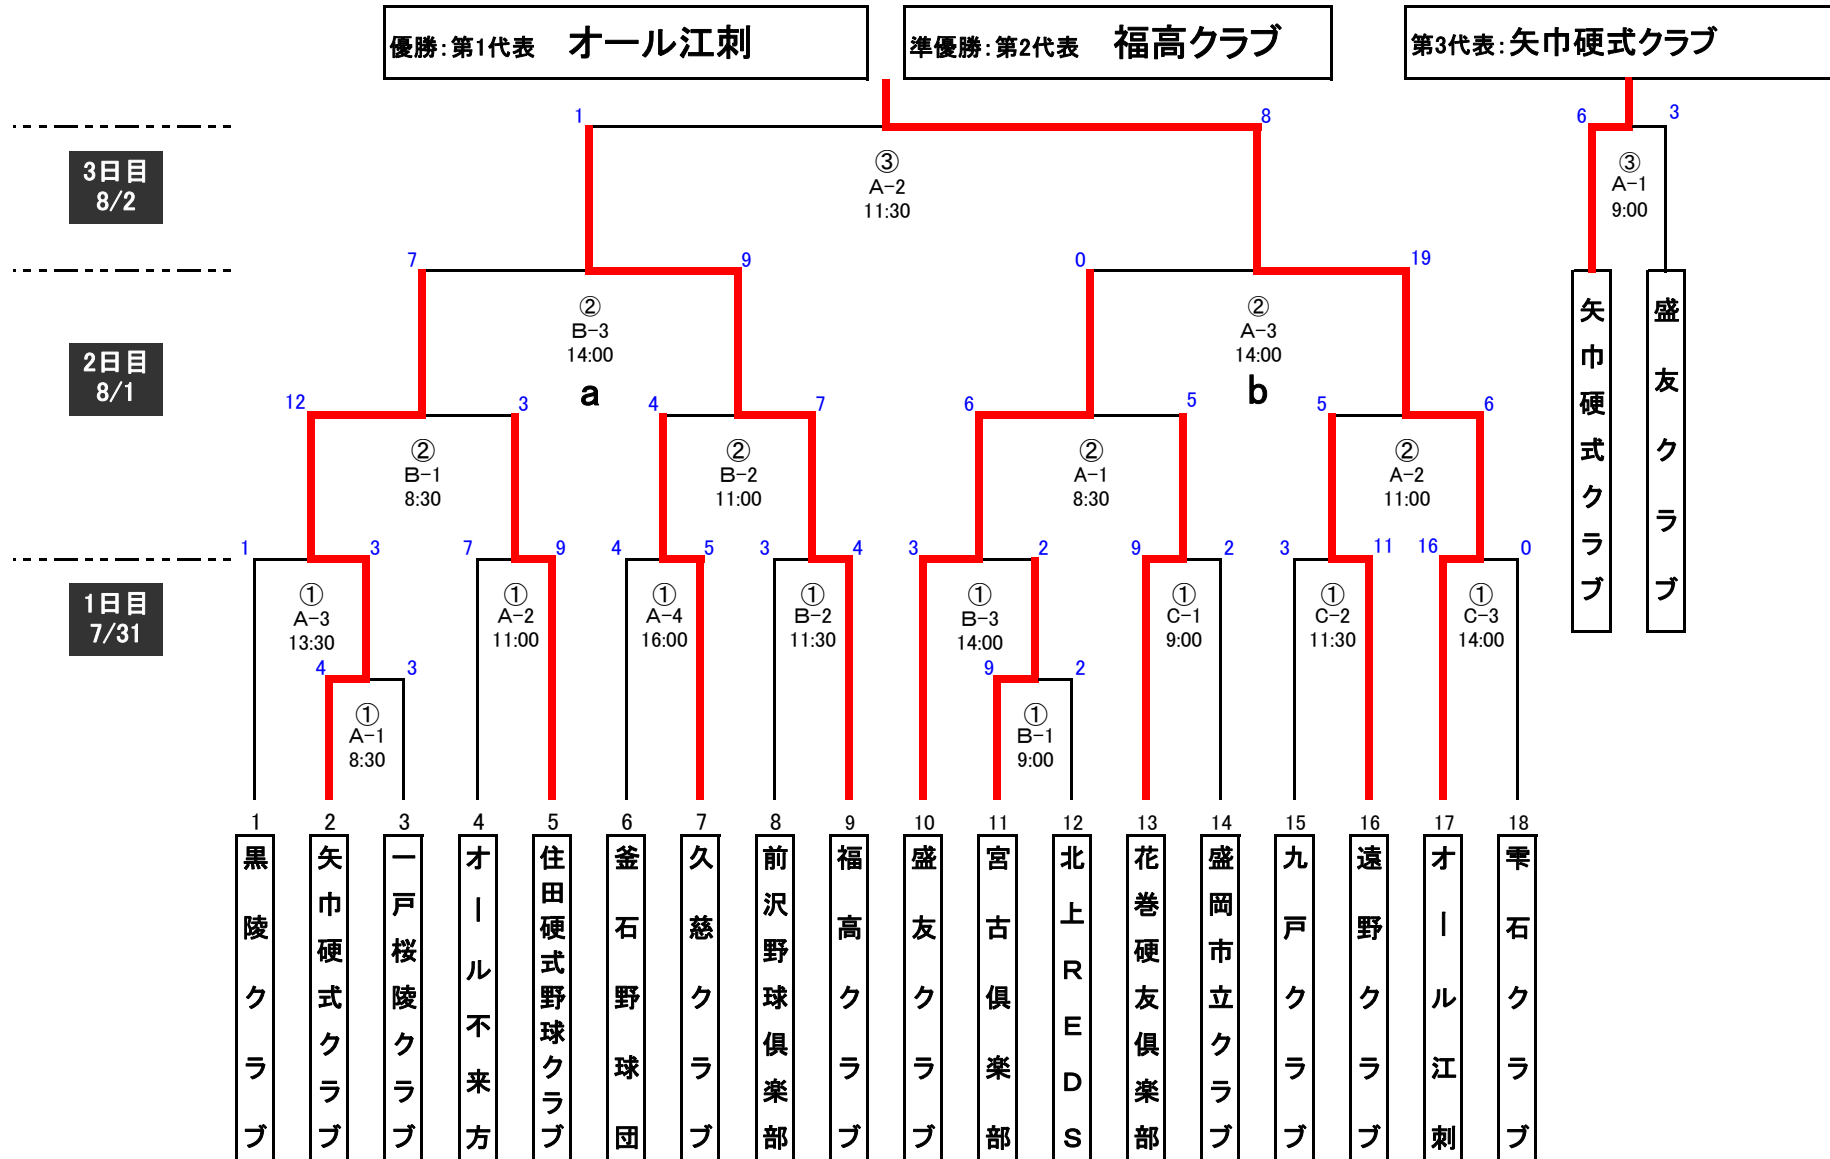 優勝：第1代表　オール江刺
準優勝：第2代表　福高クラブ
第3代表：矢巾硬式クラブ
1
8
6
3
3日目
8/2
③
A-2
11:30
③
A-1
9:00
7
9
0
19
②
B-3
14:00
a
②
A-3
14:00
b
矢巾硬式クラブ
盛友クラブ
2日目
8/1
12
3
4
7
6
5
5
6
②
B-1
8:30
②
B-2
11:00
②
A-1
8:30
②
A-2
11:00
1
3
7
9
4
5
3
4
3
2
9
2
3
11
16
0
1日目
7/31
①
A-3
13:30
①
A-2
11:00
①
A-4
16:00
①
B-2
11:30
①
B-3
14:00
①
C-1
9:00
①
C-2
11:30
①
C-3
14:00
4
3
9
2
①
A-1
8:30
①
B-1
9:00
1
2
3
4
5
6
7
8
9
10
11
12
13
14
15
16
17
18
黒陵クラブ
矢巾硬式クラブ
一戸桜陵クラブ
オール不来方
住田硬式野球クラブ
釜石野球団
久慈クラブ
前沢野球倶楽部
福高クラブ
盛友クラブ
宮古倶楽部
北上REDS
花巻硬友倶楽部
盛岡市立クラブ
九戸クラブ
遠野クラブ
オール江刺
雫石クラブ